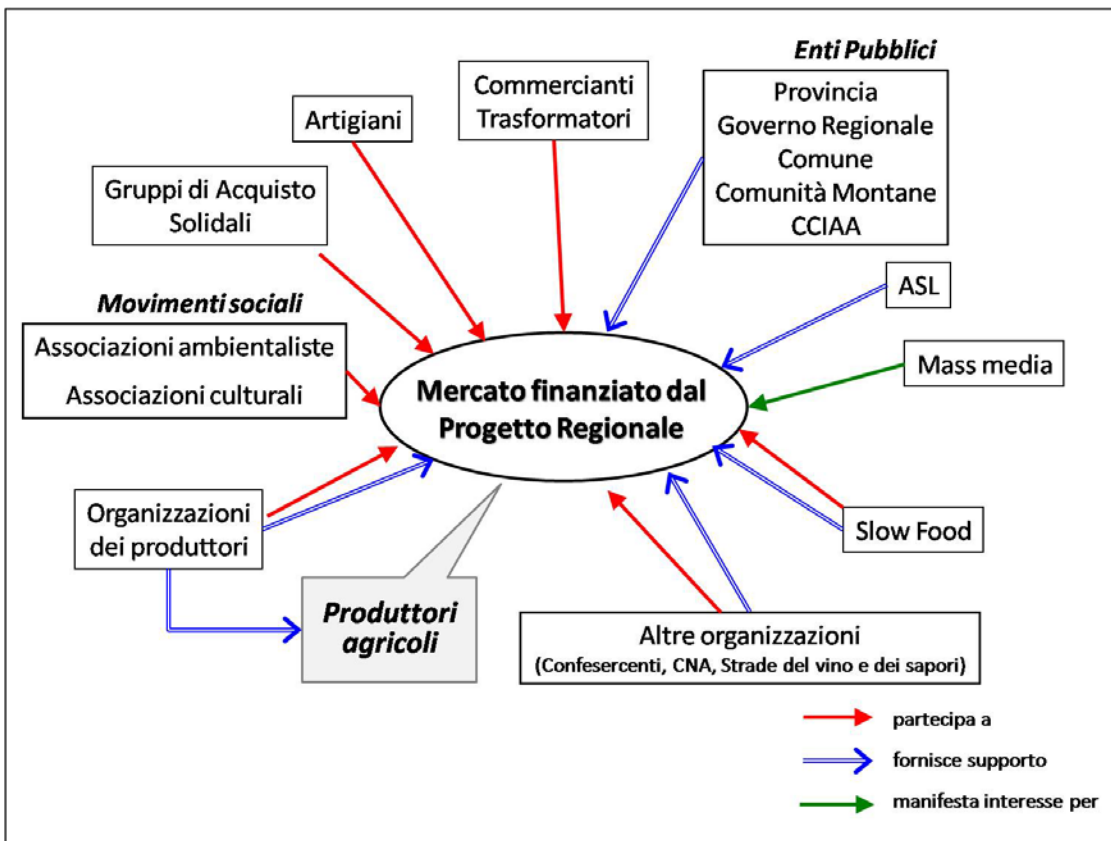 Enti Pubblici
Commercianti
Trasformatori
Provincia
Governo Regionale
Comune
Comunità Montane
CCIAA
Artigiani
Gruppi di Acquisto
Solidali
ASL
Movimenti sociali
Associazioni ambientaliste
Associazioni culturali
Mass media
Mercato finanziato dal
Progetto Regionale
Organizzazioni
dei produttori
Slow Food
Produttori
agricoli
Altre organizzazioni
(Confesercenti, CNA, Strade del vino e dei sapori)
partecipa a
fornisce supporto
manifesta interesse per